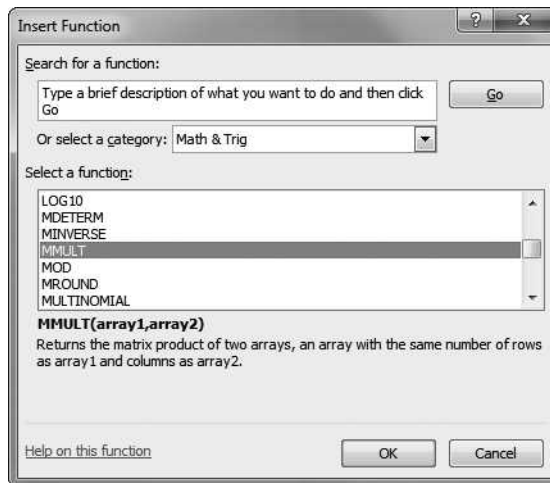 Insert Function
? X
Search for a function:
Type a brief description of what you want to do and then click
Go
Go
Or select a category: Math & Trig
Select a function:
LOG10
MDETERM
MINVERSE
MMULT
MOD
MROUND
MULTINOMIAL
MMULT(array1,array2)
Returns the matrix product of two arrays, an array with the same number of rows
as array1 and columns as array2.
Help on this function
OK
Cancel